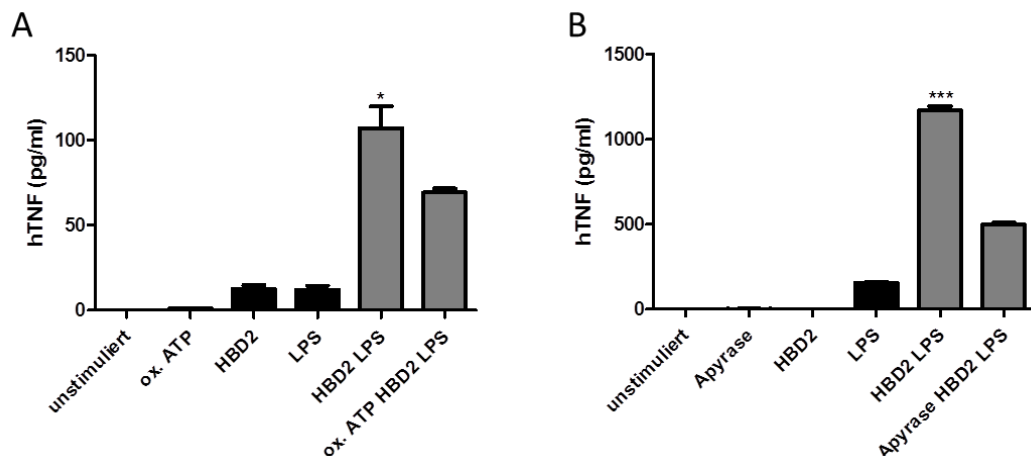 A
hTNF (pg/ml)
150
100
50
0
*
unstimuliert
ox. ATP
HBD2
LPS
HBD2 LPS
ox. ATP HBD2 LPS
B
hTNF (pg/ml)
1500
1000
500
0
***
unstimuliert
Apyrase
HBD2
LPS
HBD2 LPS
Apyrase HBD2 LPS